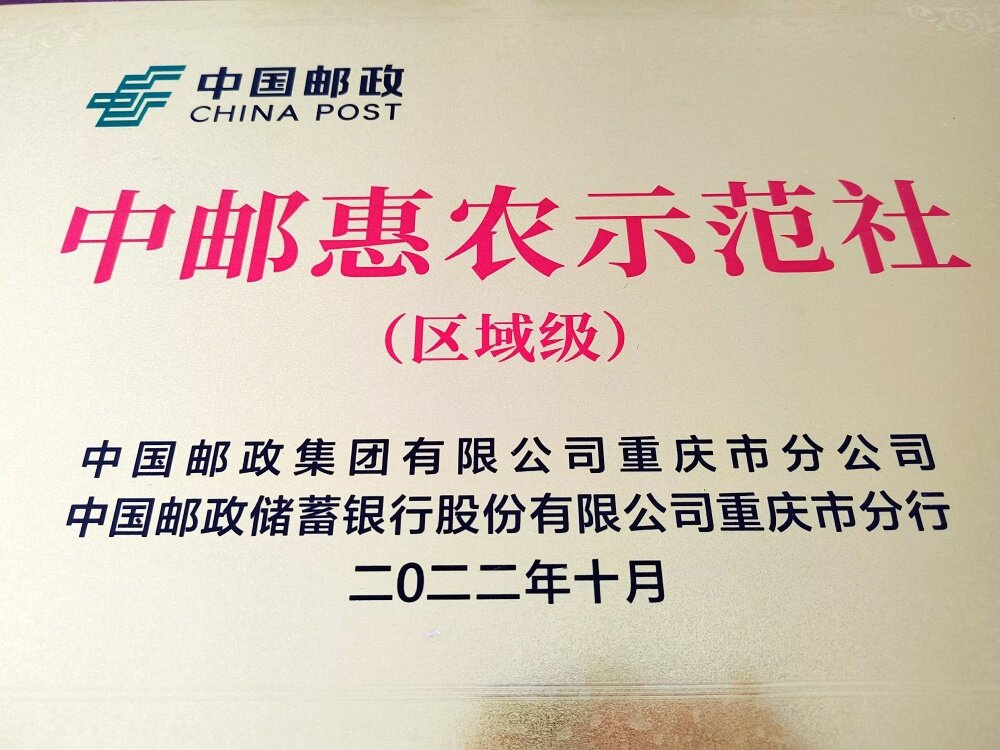 中国邮政
CHINA POST
中邮惠农示范社
（区域级）
中国邮政集团有限公司重庆市分公司
中国邮政储蓄银行股份有限公司重庆市分行
二0二二年十月